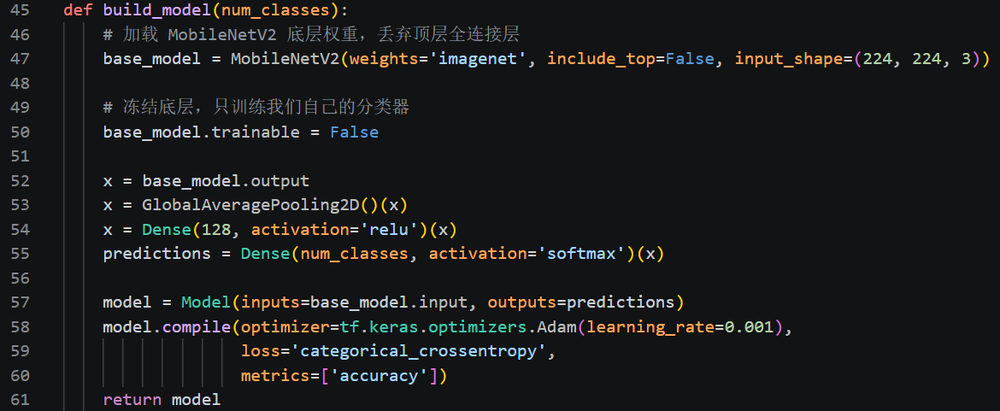 45 def build_model(num_classes):
46     # 加载 MobileNetV2 底层权重，丢弃顶层全连接层
47     base_model = MobileNetV2(weights='imagenet', include_top=False, input_shape=(224, 224, 3))
48
49     # 冻结底层，只训练我们自己的分类器
50     base_model.trainable = False
51
52     x = base_model.output
53     x = GlobalAveragePooling2D()(x)
54     x = Dense(128, activation='relu')(x)
55     predictions = Dense(num_classes, activation='softmax')(x)
56
57     model = Model(inputs=base_model.input, outputs=predictions)
58     model.compile(optimizer=tf.keras.optimizers.Adam(learning_rate=0.001),
59                   loss='categorical_crossentropy',
60                   metrics=['accuracy'])
61     return model